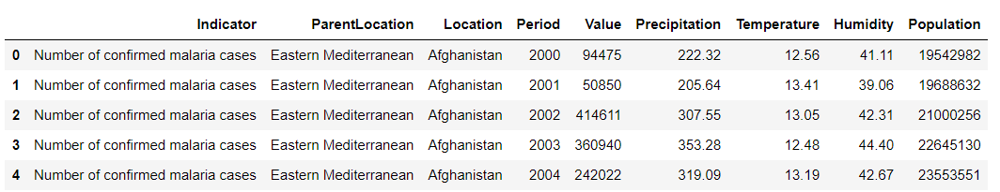 Indicator ParentLocation Location Period Value Precipitation Temperature Humidity Population
0 Number of confirmed malaria cases Eastern Mediterranean Afghanistan 2000 94475 222.32 12.56 41.11 19542982
1 Number of confirmed malaria cases Eastern Mediterranean Afghanistan 2001 50850 205.64 13.41 39.06 19688632
2 Number of confirmed malaria cases Eastern Mediterranean Afghanistan 2002 414611 307.55 13.05 42.31 21000256
3 Number of confirmed malaria cases Eastern Mediterranean Afghanistan 2003 360940 353.28 12.48 44.40 22645130
4 Number of confirmed malaria cases Eastern Mediterranean Afghanistan 2004 242022 319.09 13.19 42.67 23553551